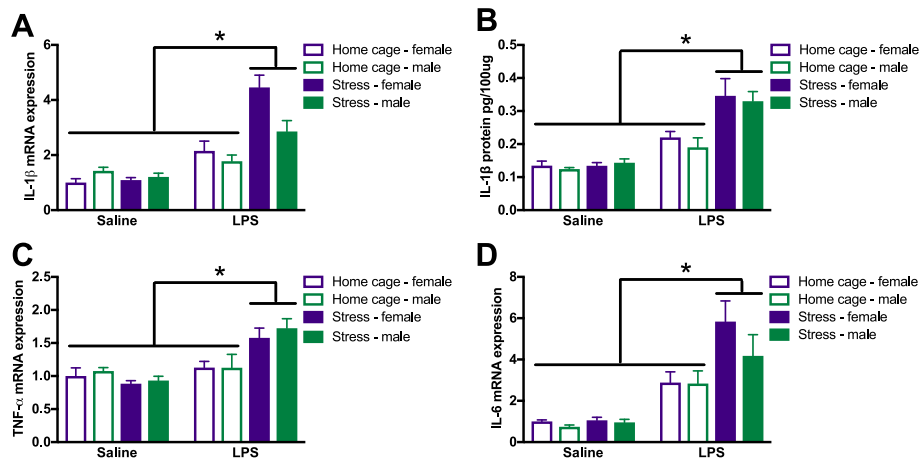 A
IL-1β mRNA expression
6
4
2
0
Saline
LPS
*
Home cage - female
Home cage - male
Stress - female
Stress - male
B
IL-1β protein pg/100ug
0.5
0.4
0.3
0.2
0.1
0.0
Saline
LPS
*
Home cage - female
Home cage - male
Stress - female
Stress - male
C
TNF-α mRNA expression
2.5
2.0
1.5
1.0
0.5
0.0
Saline
LPS
*
Home cage - female
Home cage - male
Stress - female
Stress - male
D
IL-6 mRNA expression
8
6
4
2
0
Saline
LPS
*
Home cage - female
Home cage - male
Stress - female
Stress - male